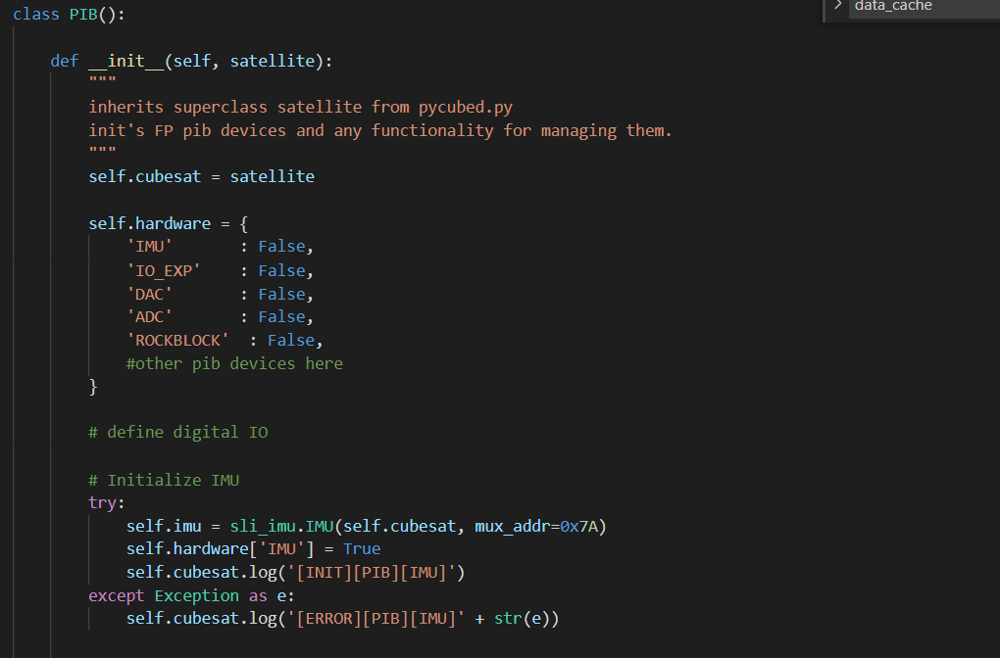 class PIB():
data_cache
def __init__(self, satellite):
"""
inherits superclass satellite from pycubed.py
init's FP pib devices and any functionality for managing them.
"""
self.cubesat = satellite
self.hardware = {
'IMU'       : False,
'IO_EXP'    : False,
'DAC'       : False,
'ADC'       : False,
'ROCKBLOCK'  : False,
#other pib devices here
}
# define digital IO
# Initialize IMU
try:
self.imu = sli_imu.IMU(self.cubesat, mux_addr=0x7A)
self.hardware['IMU'] = True
self.cubesat.log('[INIT][PIB][IMU]')
except Exception as e:
self.cubesat.log('[ERROR][PIB][IMU]' + str(e))